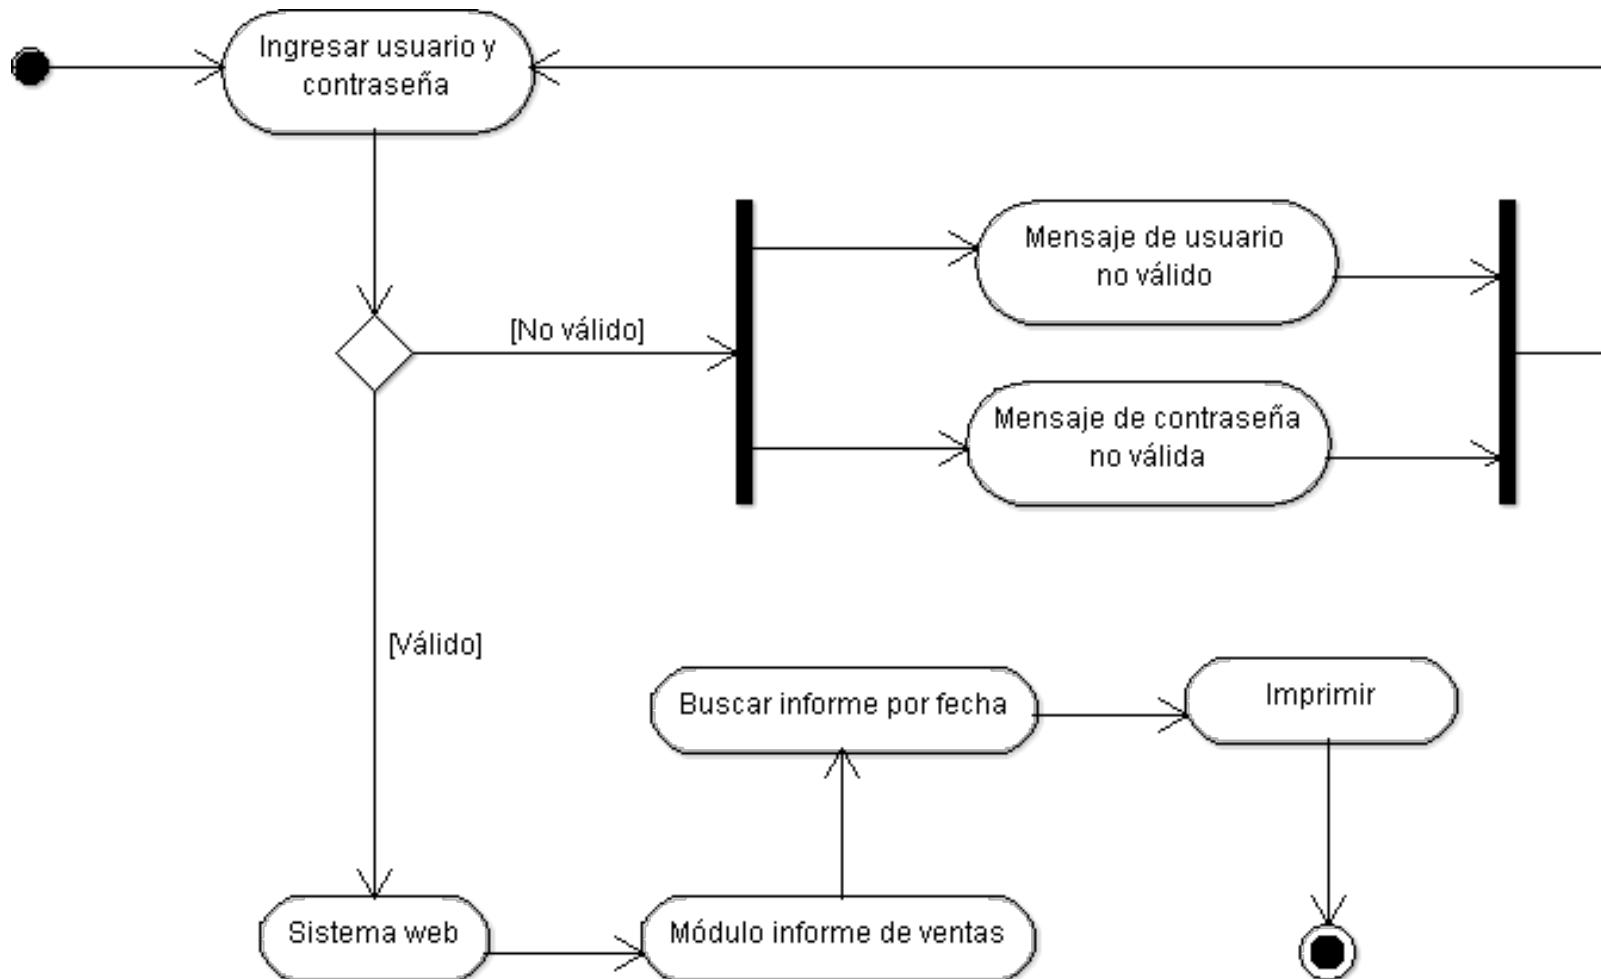 Ingresar usuario y
contraseña
Mensaje de usuario
no válido
[No válido]
Mensaje de contraseña
no válida
[Válido]
Buscar informe por fecha
Imprimir
Sistema web
Módulo informe de ventas